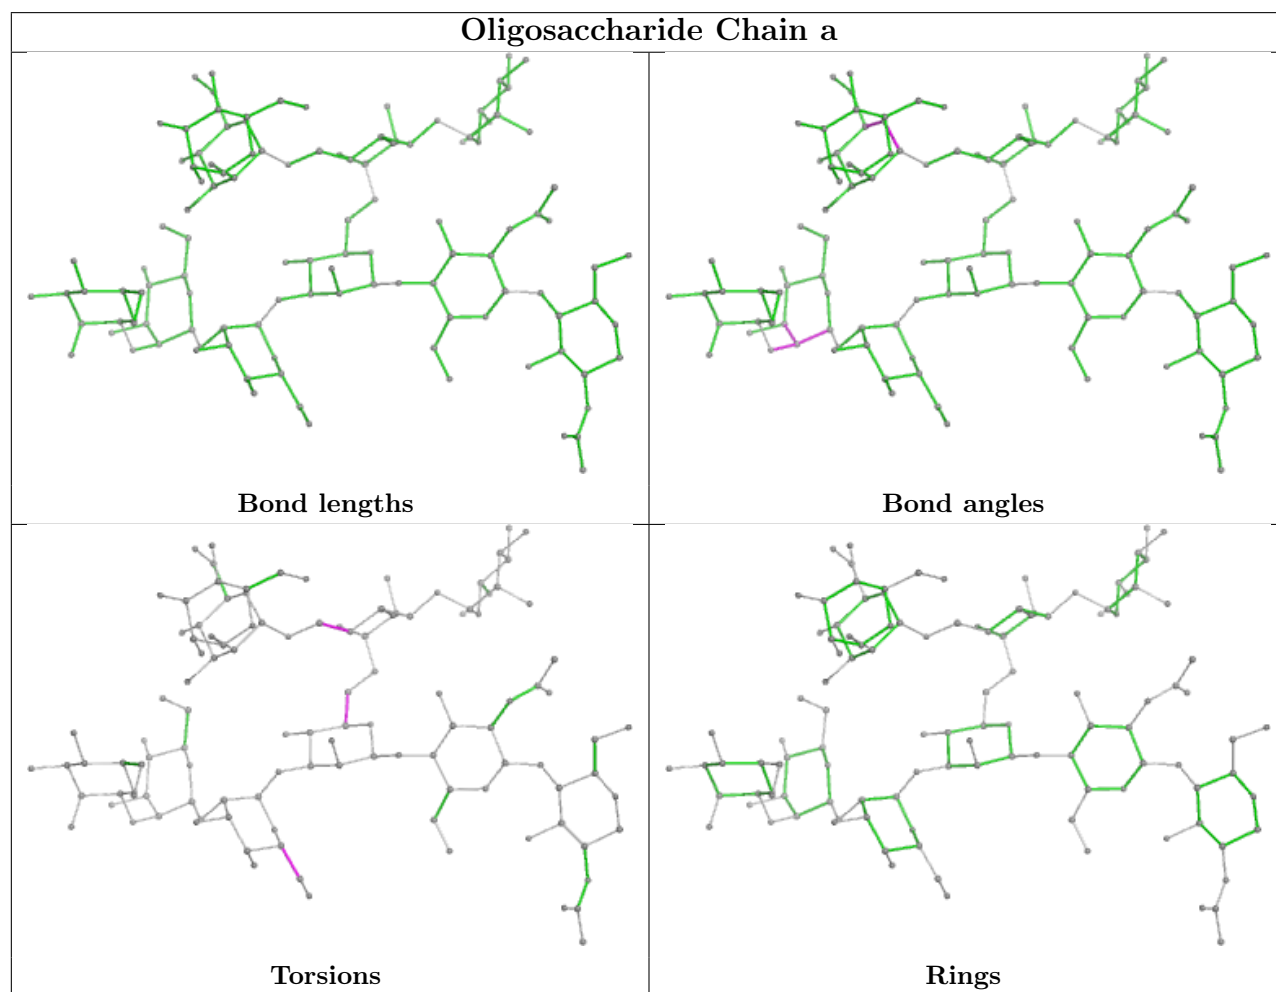 Oligosaccharide Chain a
Bond lengths
Bond angles
Torsions
Rings